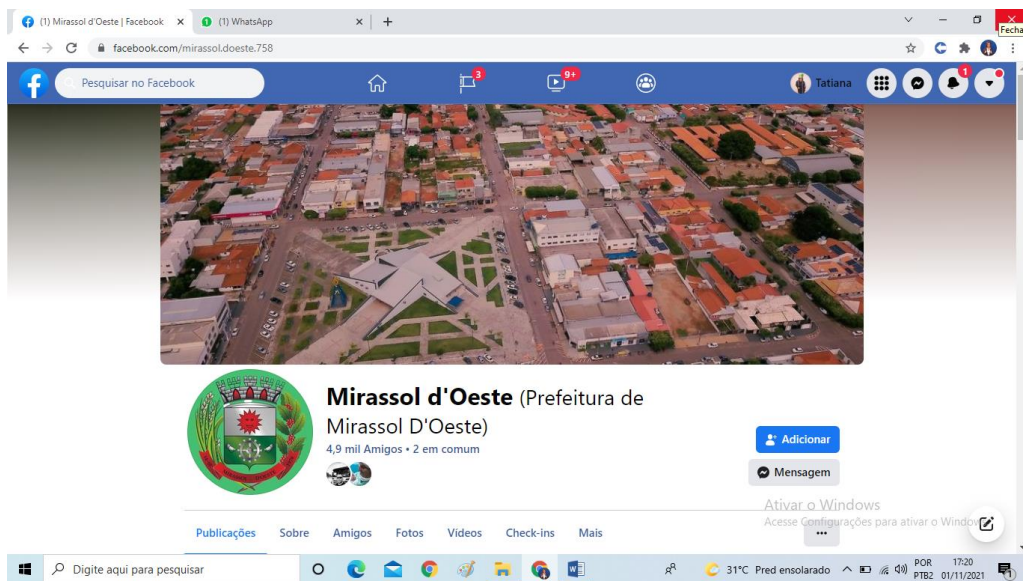 (1) Mirassol d'Oeste | Facebook
(1) WhatsApp
Fecha
facebook.com/mirassol.doeste.758
Pesquisar no Facebook
3
9+
Tatiana
1
Mirassol d'Oeste (Prefeitura de
Mirassol D'Oeste)
4,9 mil Amigos • 2 em comum
Adicionar
Mensagem
Ativar o Windows
Acesse Configurações para ativar o Windows
Publicações Sobre Amigos Fotos Vídeos Check-ins Mais
Digite aqui para pesquisar
31°C Pred ensolarado
POR
PTB2
17:20
01/11/2021
1